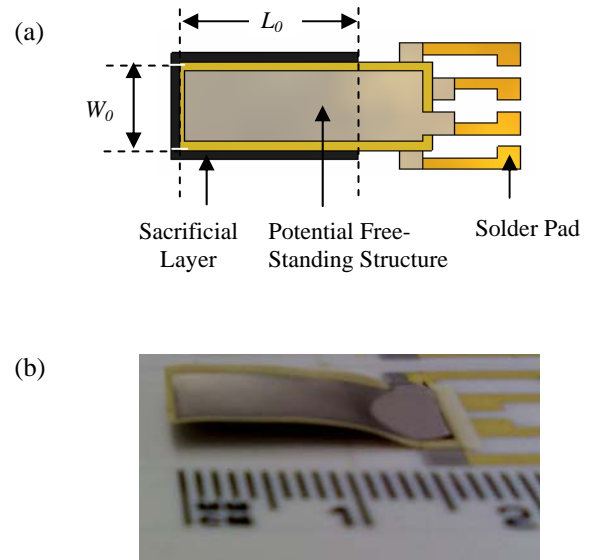 (a)
L0
W0
Sacrificial
Layer
Potential Free-
Standing Structure
Solder Pad
(b)
1
2